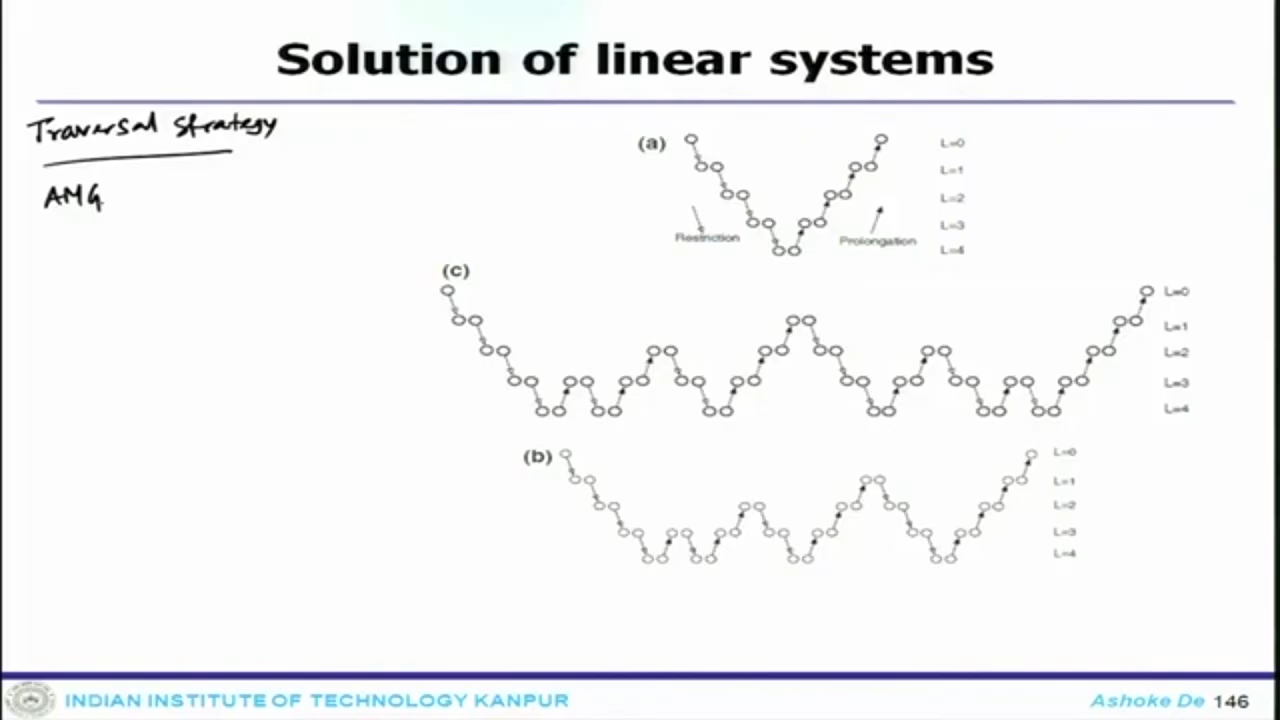 Solution of linear systems
Traversal Strategy
AMG
(a)
L=0
L=1
L=2
L=3
L=4
Restriction
Prolongation
(c)
L=0
L=1
L=2
L=3
L=4
(b)
L=0
L=1
L=2
L=3
L=4
INDIAN INSTITUTE OF TECHNOLOGY KANPUR
Ashoke De 146